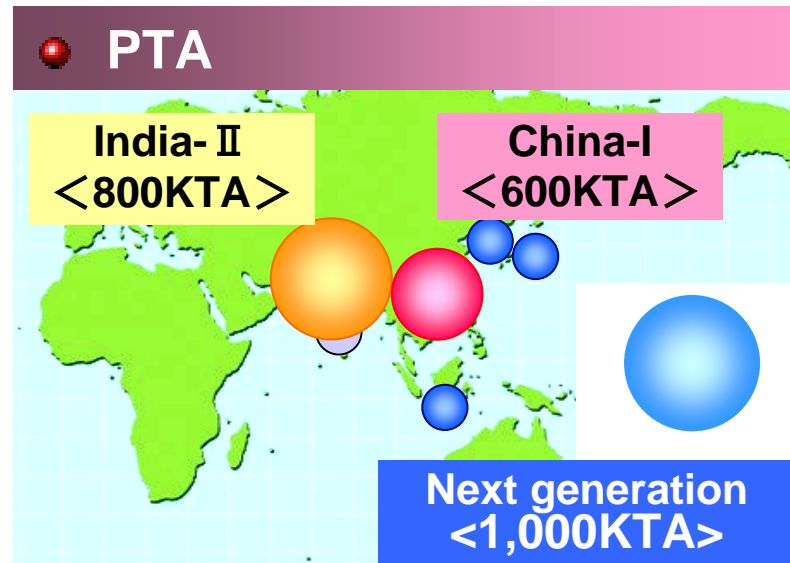 PTA
India-Ⅱ
＜800KTA＞
China-I
＜600KTA＞
Next generation
<1,000KTA>